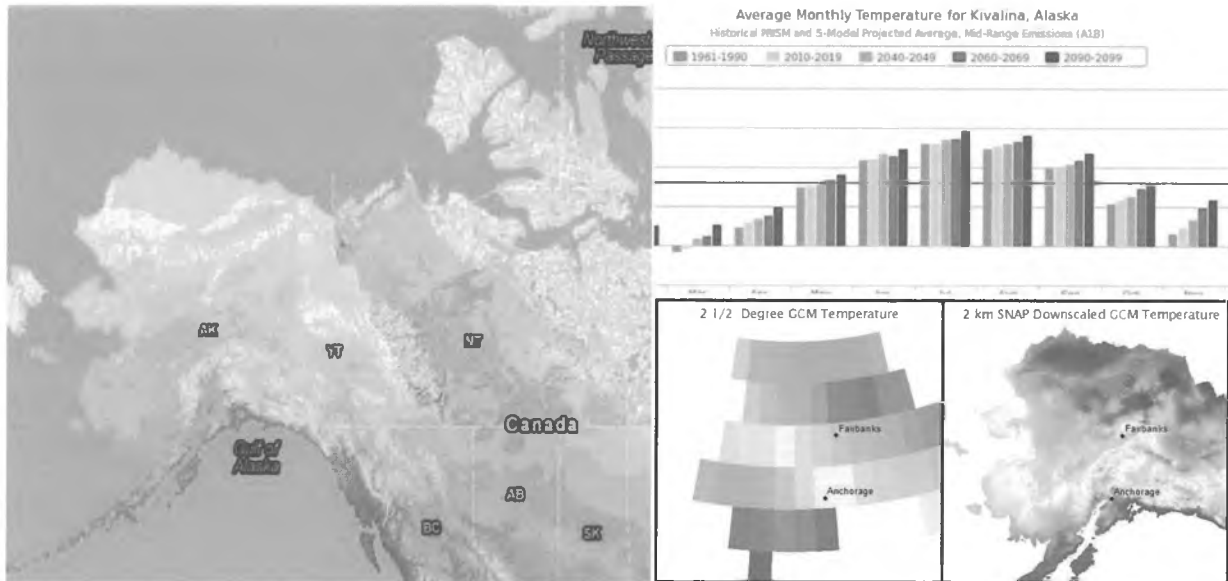 Northwest
Passage
AK
YT
NT
Canada
Gulf of
Alaska
AB
BC
SK
Average Monthly Temperature for Kivalina, Alaska
Historical PRISM and 5-Model Projected Average, Mid-Range Emissions (A1B)
1961-1990 2010-2019 2040-2049 2060-2069 2090-2099
2 1/2 Degree GCM Temperature
Fairbanks
Anchorage
2 km SNAP Downscaled GCM Temperature
Fairbanks
Anchorage